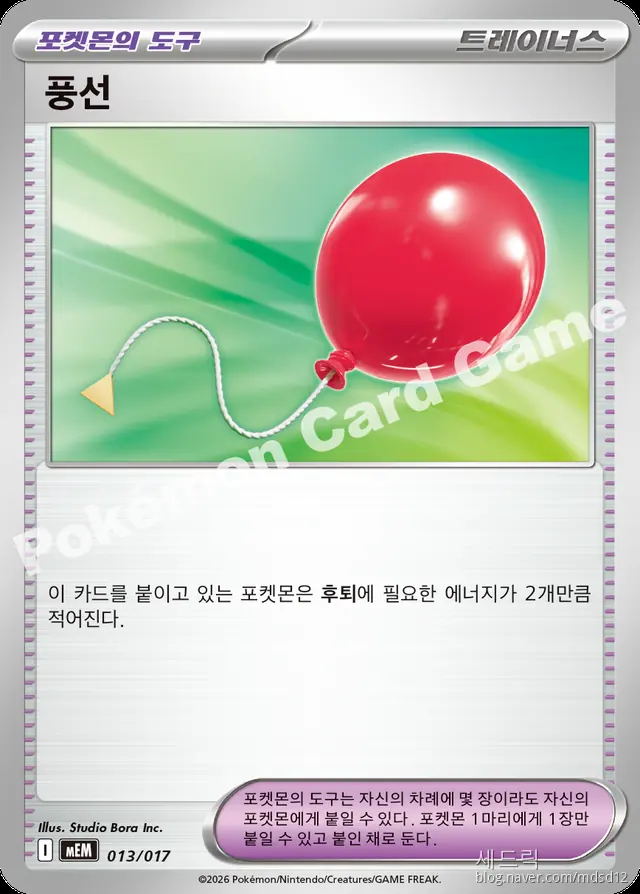 포켓몬의 도구
트레이너스
풍선
Pokémon Card Game
이 카드를 붙이고 있는 포켓몬은 후퇴에 필요한 에너지가 2개만큼
적어진다.
포켓몬의 도구는 자신의 차례에 몇 장이라도 자신의
포켓몬에게 붙일 수 있다. 포켓몬 1마리에게 1장만
붙일 수 있고 붙인 채로 둔다.
Illus. Studio Bora Inc.
I MEM 013/017
©2026 Pokémon/Nintendo/Creatures/GAME FREAK.
세드릭
blog.naver.com/mdsd12